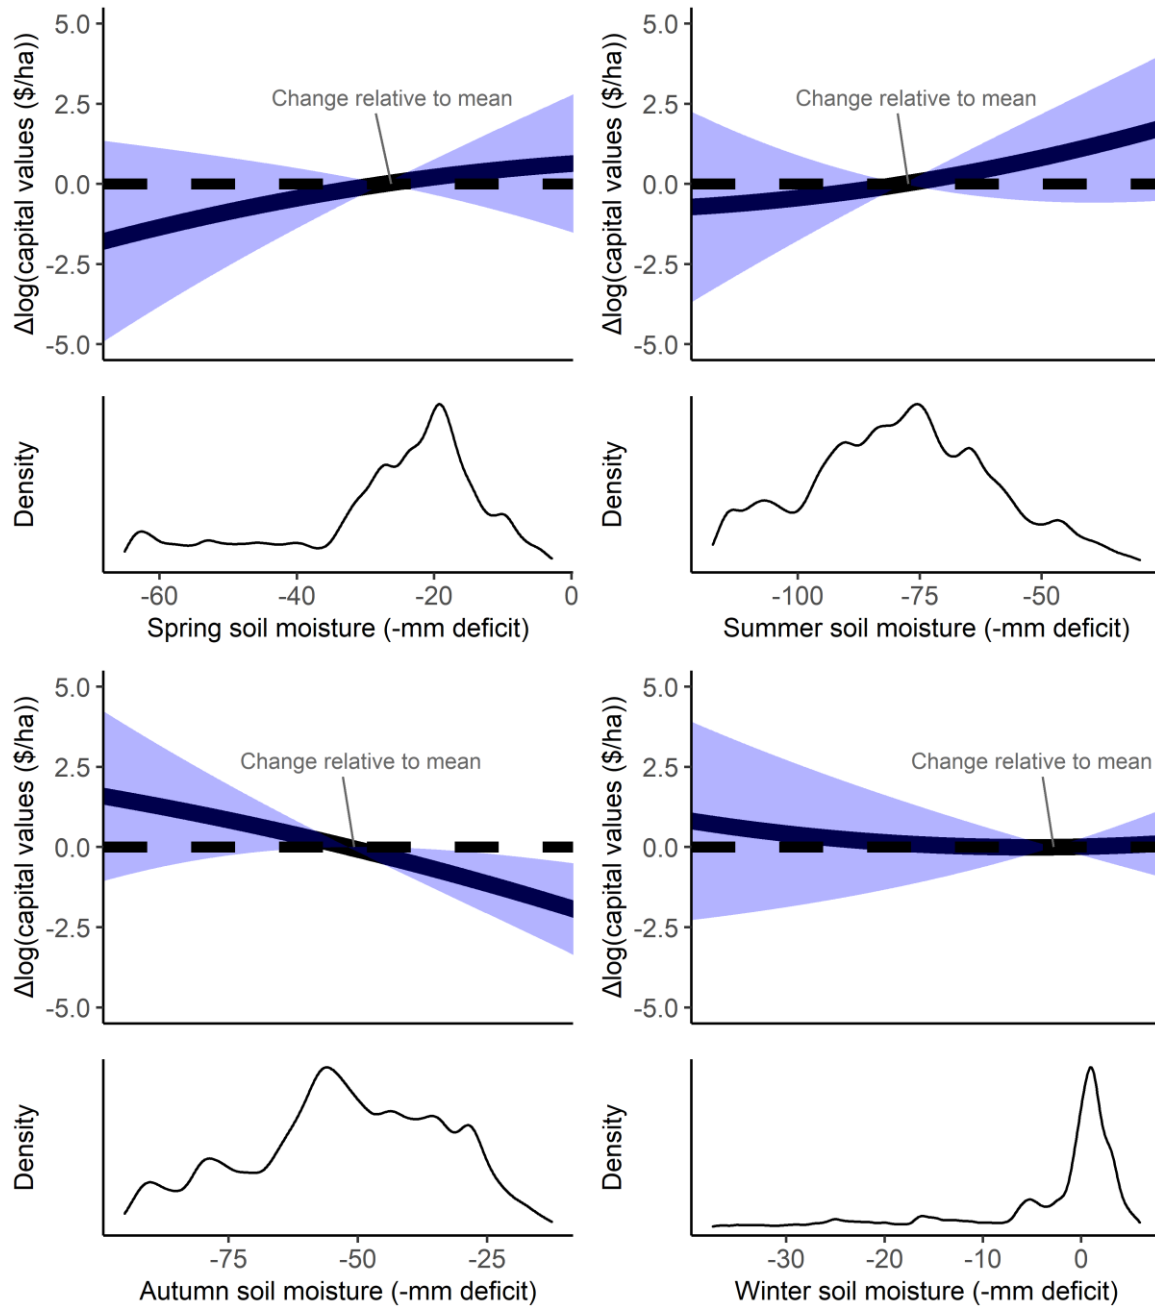 Δlog(capital values ($/ha))
5.0
2.5
0.0
-2.5
-5.0
Change relative to mean
Density
-60
-40
-20
0
Spring soil moisture (-mm deficit)
Δlog(capital values ($/ha))
5.0
2.5
0.0
-2.5
-5.0
Change relative to mean
Density
-100
-75
-50
Summer soil moisture (-mm deficit)
Δlog(capital values ($/ha))
5.0
2.5
0.0
-2.5
-5.0
Change relative to mean
Density
-75
-50
-25
Autumn soil moisture (-mm deficit)
Δlog(capital values ($/ha))
5.0
2.5
0.0
-2.5
-5.0
Change relative to mean
Density
-30
-20
-10
0
Winter soil moisture (-mm deficit)